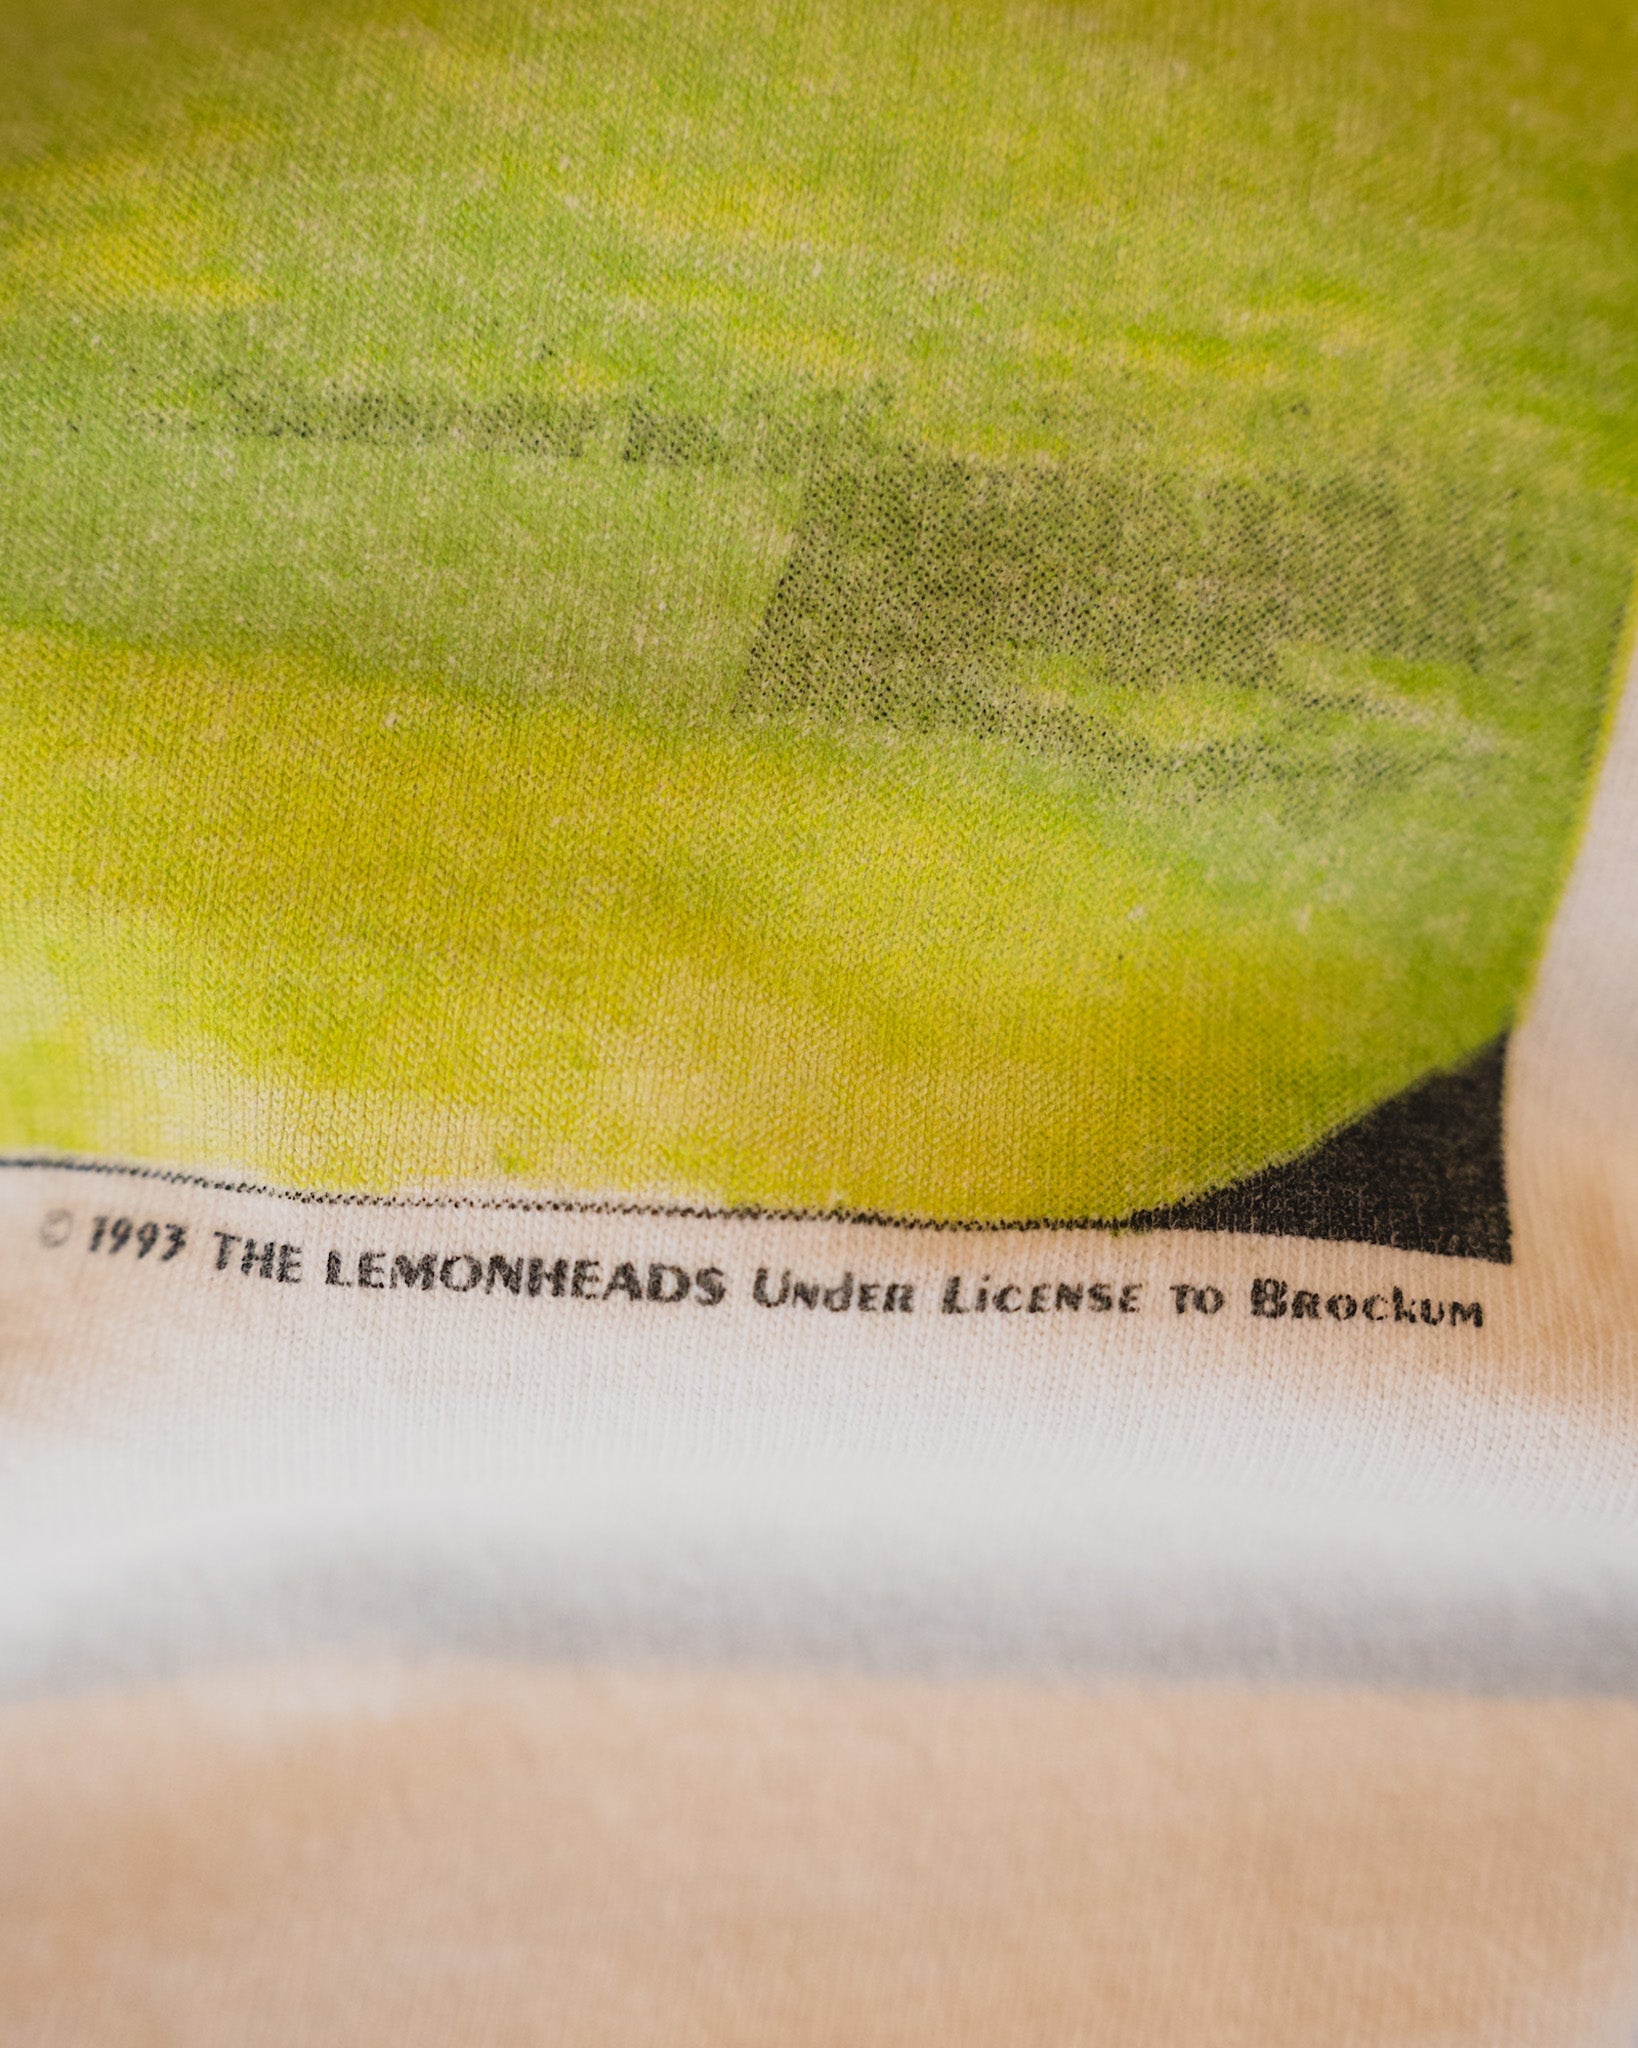 © 1993 THE LEMONHEADS UNdER LiCENSE TO BROCkUM